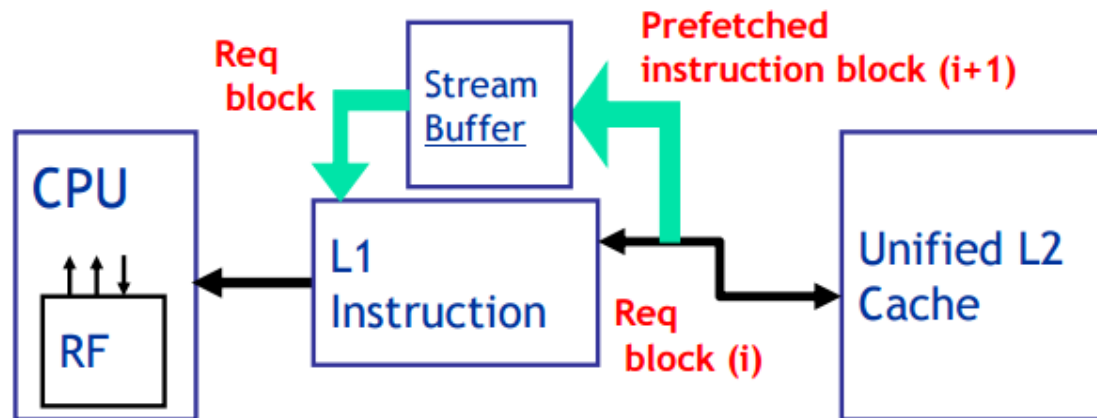 Req
block
Stream
Buffer
Prefetched
instruction block (i+1)
CPU
RF
L1
Instruction
Req
block (i)
Unified L2
Cache